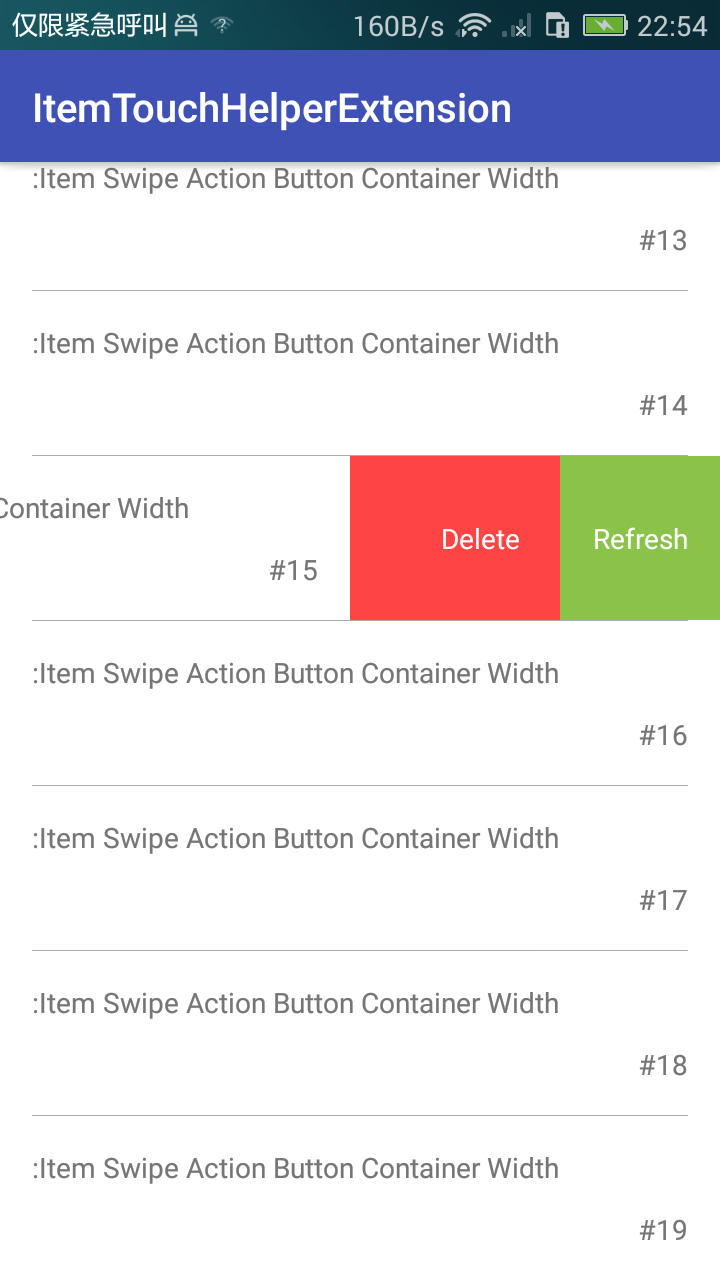 仅限紧急呼叫 160B/s 22:54
ItemTouchHelperExtension
:Item Swipe Action Button Container Width
#13
:Item Swipe Action Button Container Width
#14
Container Width
#15
Delete Refresh
:Item Swipe Action Button Container Width
#16
:Item Swipe Action Button Container Width
#17
:Item Swipe Action Button Container Width
#18
:Item Swipe Action Button Container Width
#19